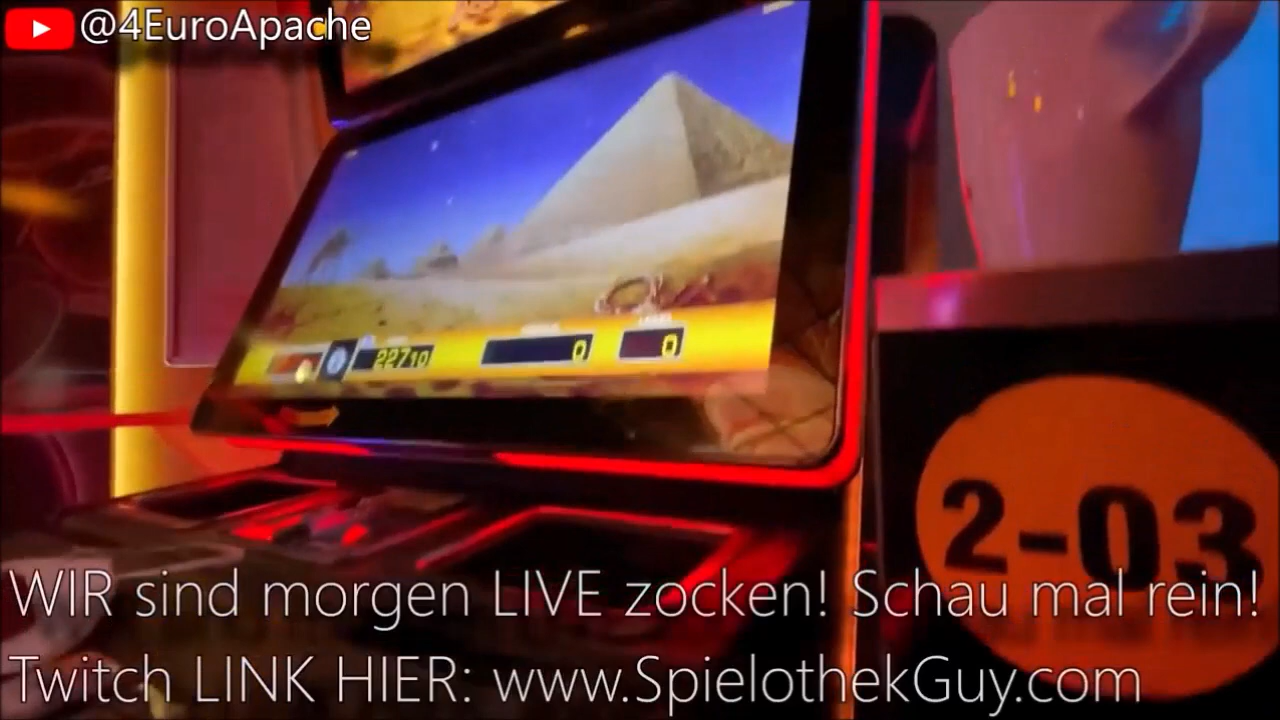 @4EuroApache
22710
0
0
2-03
WIR sind morgen LIVE zocken! Schau mal rein!
Twitch LINK HIER: www.SpielothekGuy.com